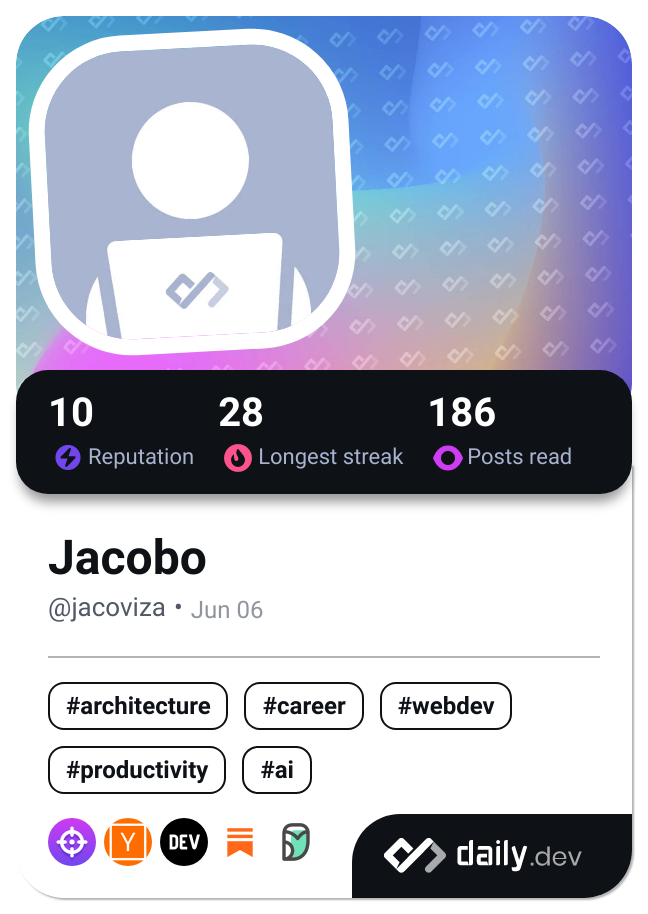 10 28 186
Reputation Longest streak Posts read
Jacobo
@jacoviza • Jun 06
#architecture #career #webdev
#productivity #ai
Y DEV
daily.dev